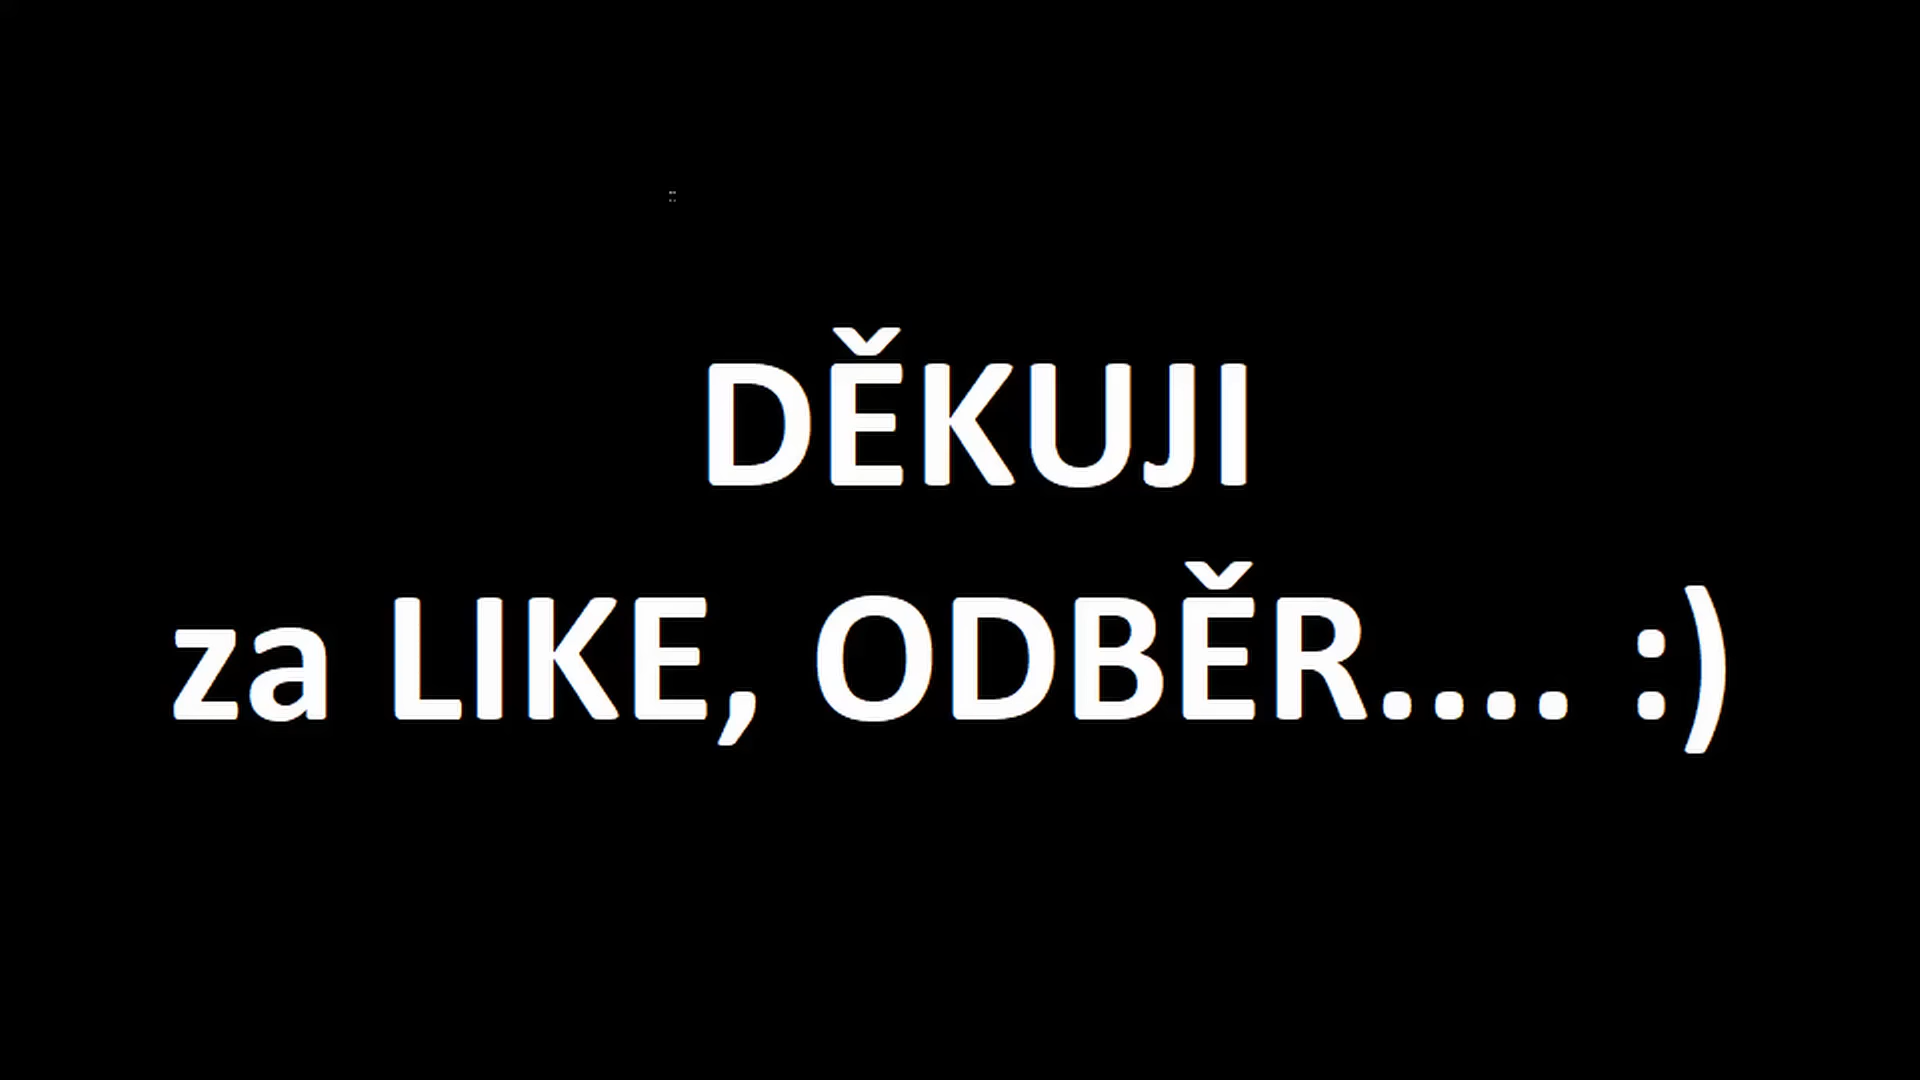 DĚKUJI
za LIKE, ODBĚR.... :)